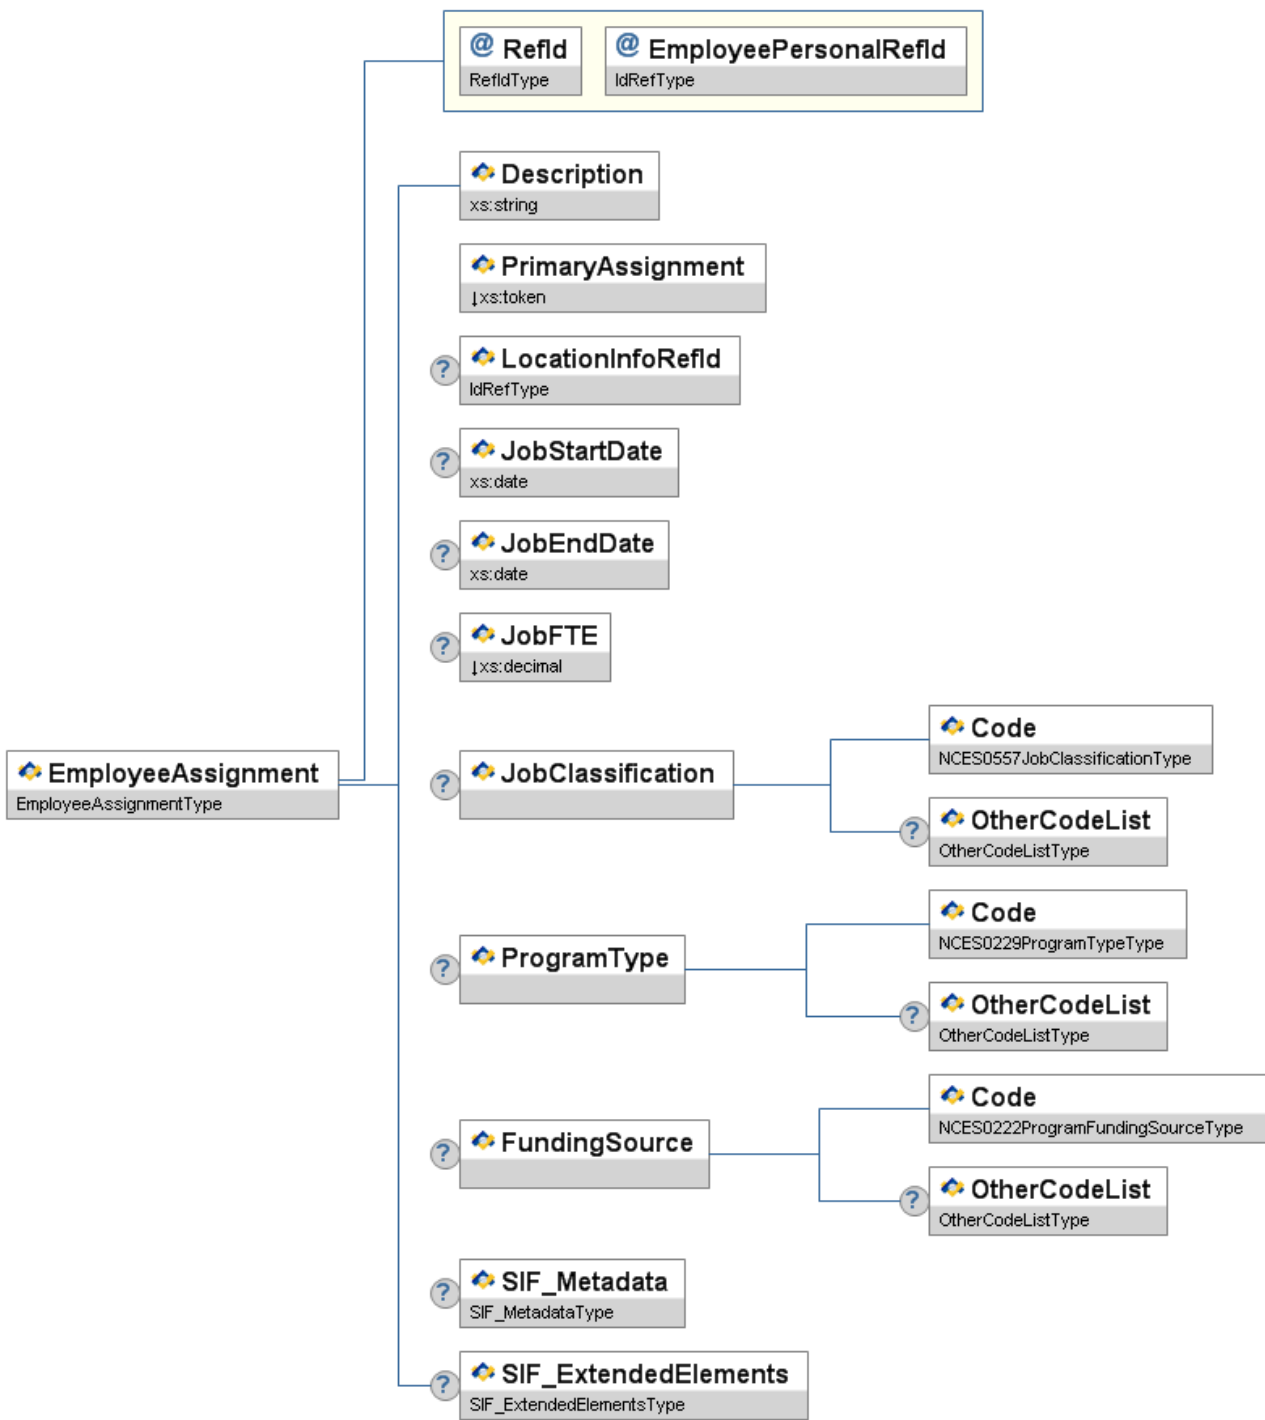 @ RefId
RefIdType
@ EmployeePersonalRefId
IdRefType
Description
xs:string
PrimaryAssignment
↓xs:token
? LocationInfoRefId
IdRefType
? JobStartDate
xs:date
? JobEndDate
xs:date
? JobFTE
↓xs:decimal
EmployeeAssignment
EmployeeAssignmentType
? JobClassification
Code
NCES0557JobClassificationType
? OtherCodeList
OtherCodeListType
? ProgramType
Code
NCES0229ProgramTypeType
? OtherCodeList
OtherCodeListType
? FundingSource
Code
NCES0222ProgramFundingSourceType
? OtherCodeList
OtherCodeListType
? SIF_Metadata
SIF_MetadataType
? SIF_ExtendedElements
SIF_ExtendedElementsType